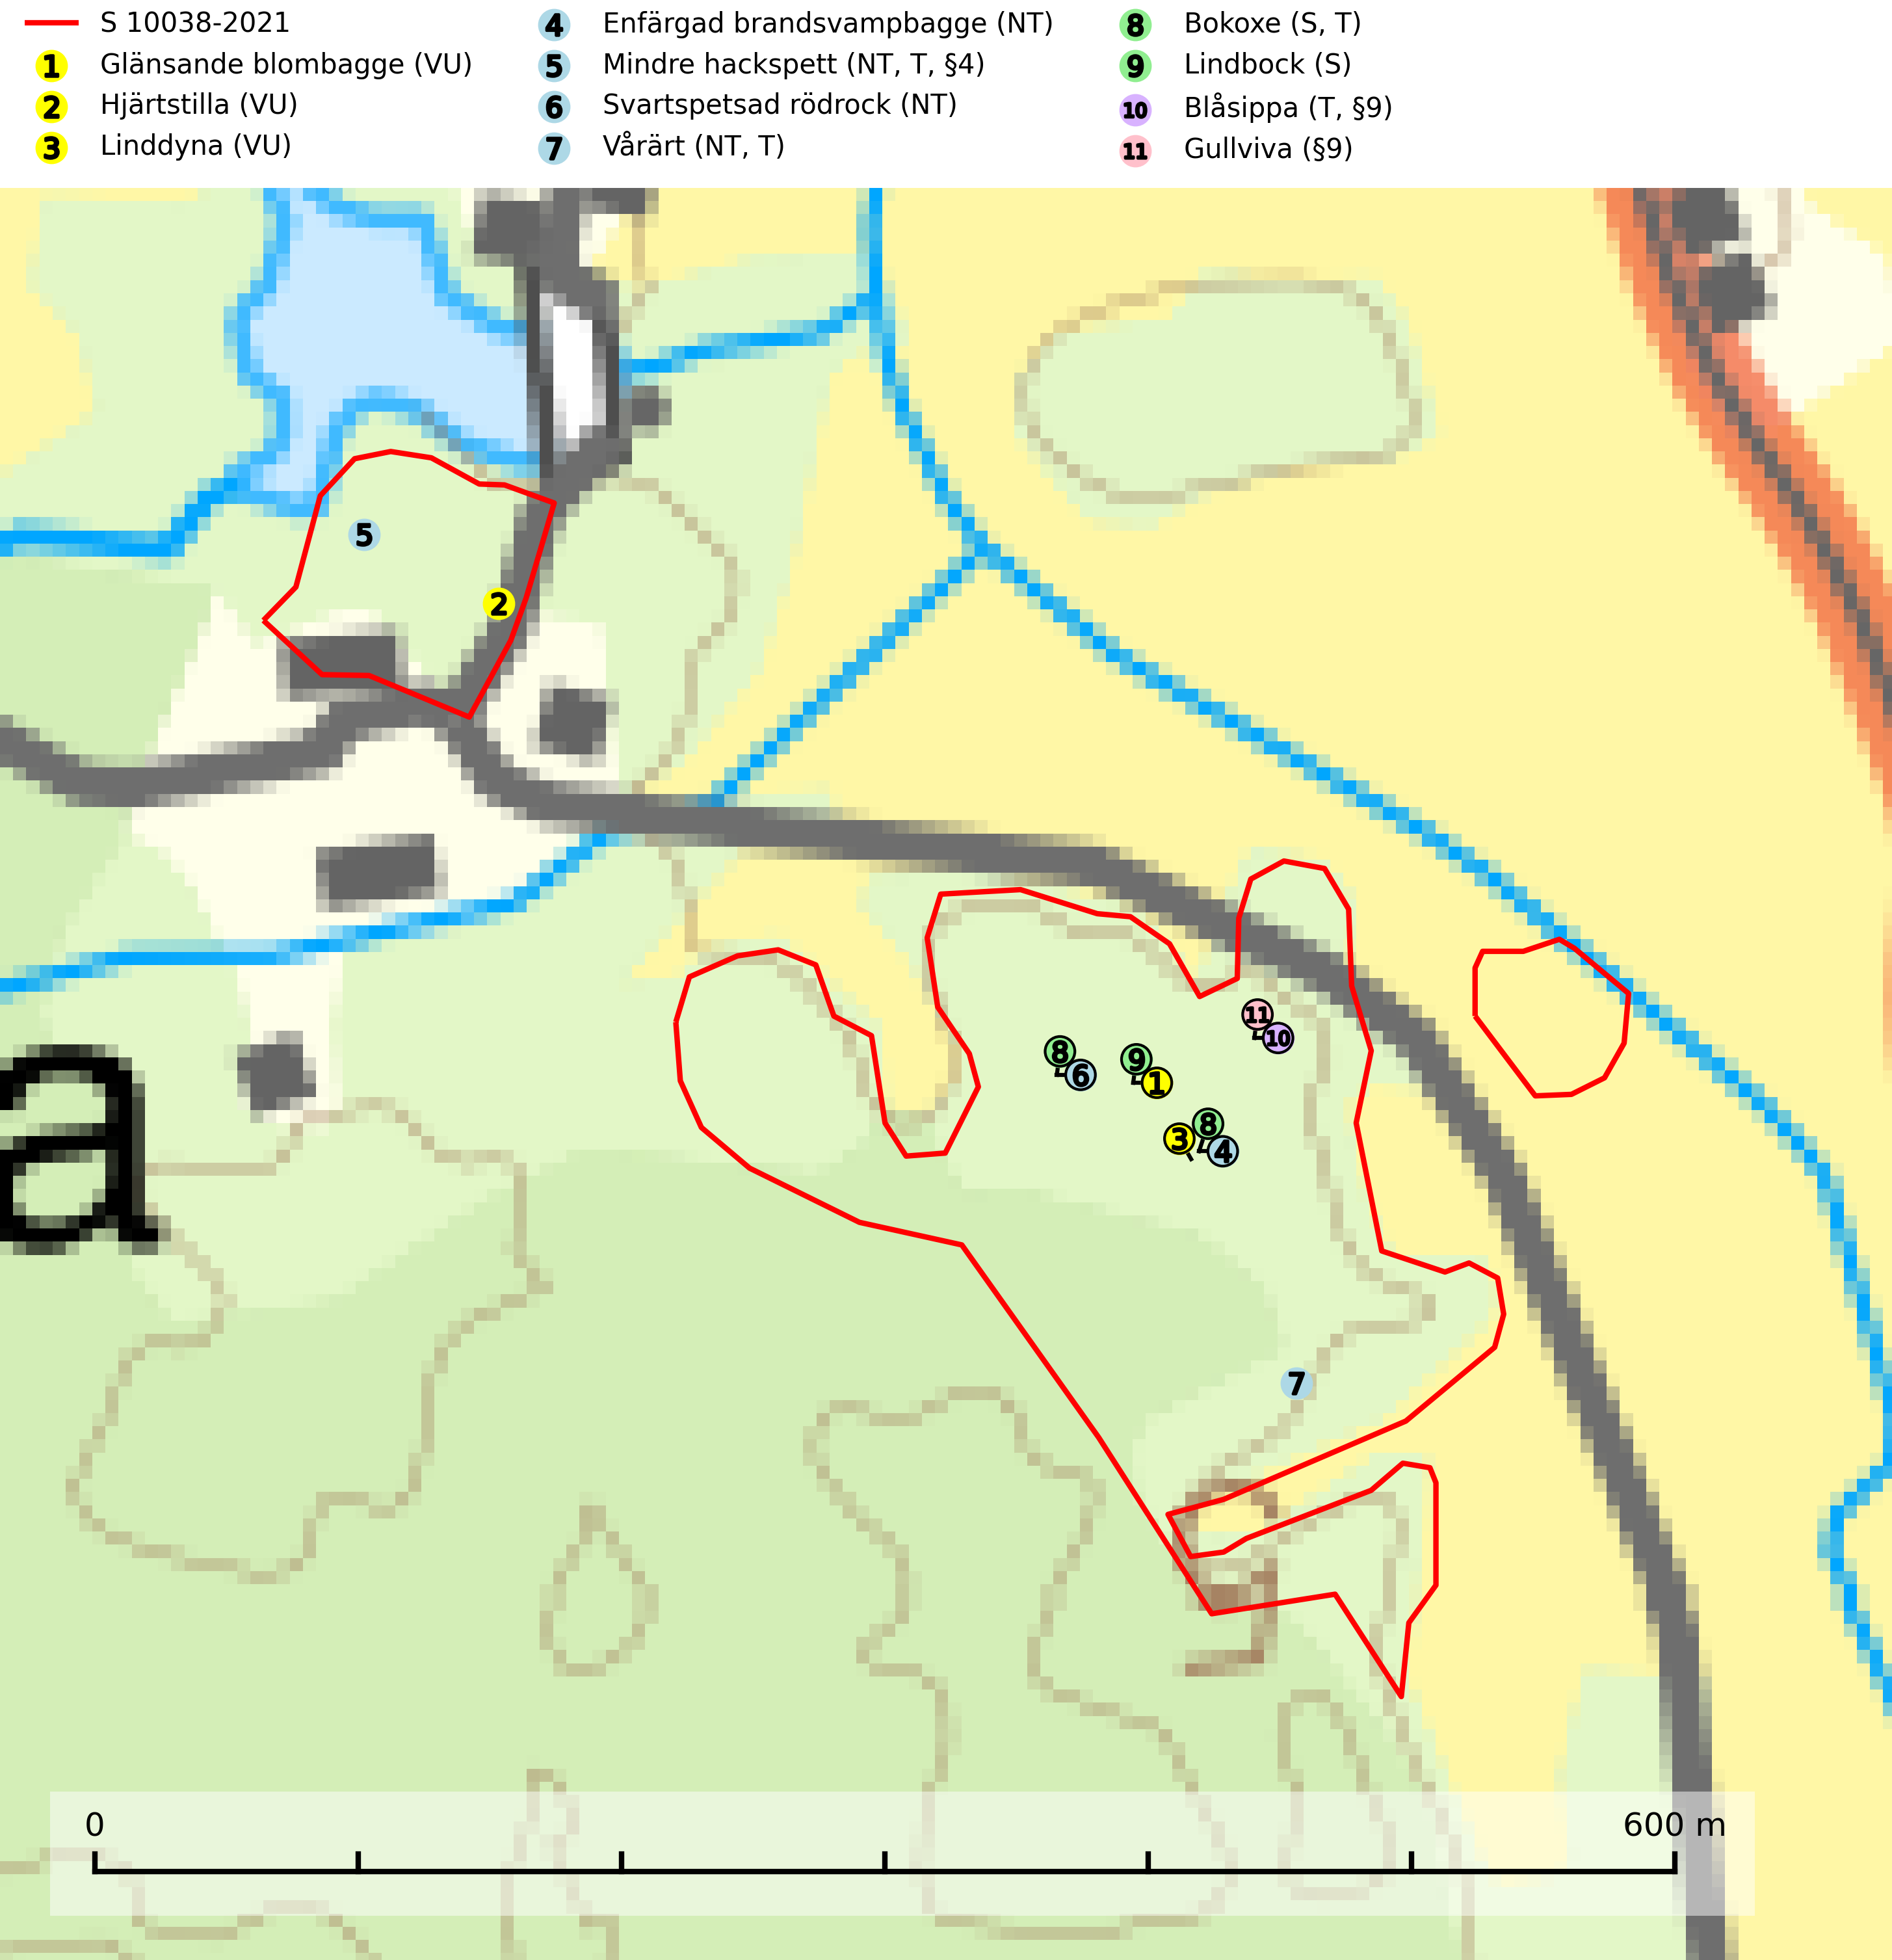 S 10038-2021
1 Glänsande blombagge (VU)
2 Hjärtstilla (VU)
3 Linddyna (VU)
4 Enfärgad brandsvampbagge (NT)
5 Mindre hackspett (NT, T, §4)
6 Svartspetsad rödrock (NT)
7 Vårärt (NT, T)
8 Bokoxe (S, T)
9 Lindbock (S)
10 Blåsippa (T, §9)
11 Gullviva (§9)
5
2
11
10
8
6
9
1
8
3
4
a
7
0
600 m